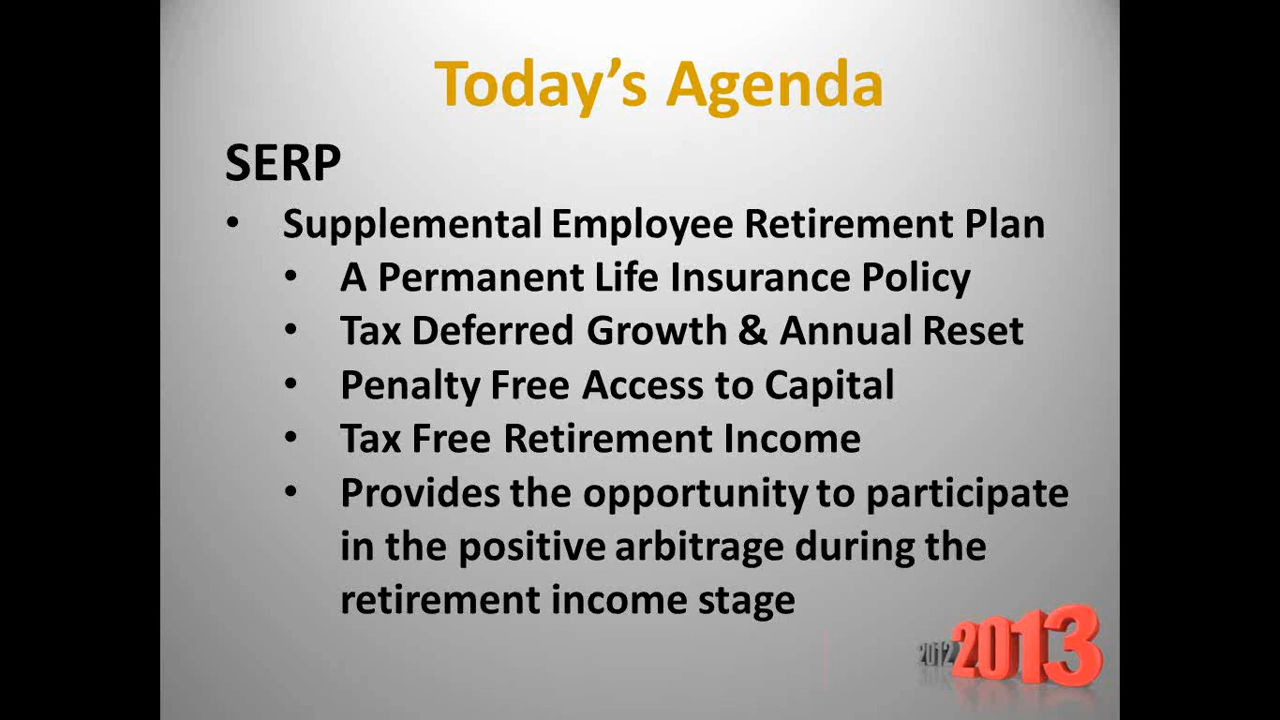 Today's Agenda
SERP
• Supplemental Employee Retirement Plan
• A Permanent Life Insurance Policy
• Tax Deferred Growth & Annual Reset
• Penalty Free Access to Capital
• Tax Free Retirement Income
• Provides the opportunity to participate
in the positive arbitrage during the
retirement income stage
2012 2013